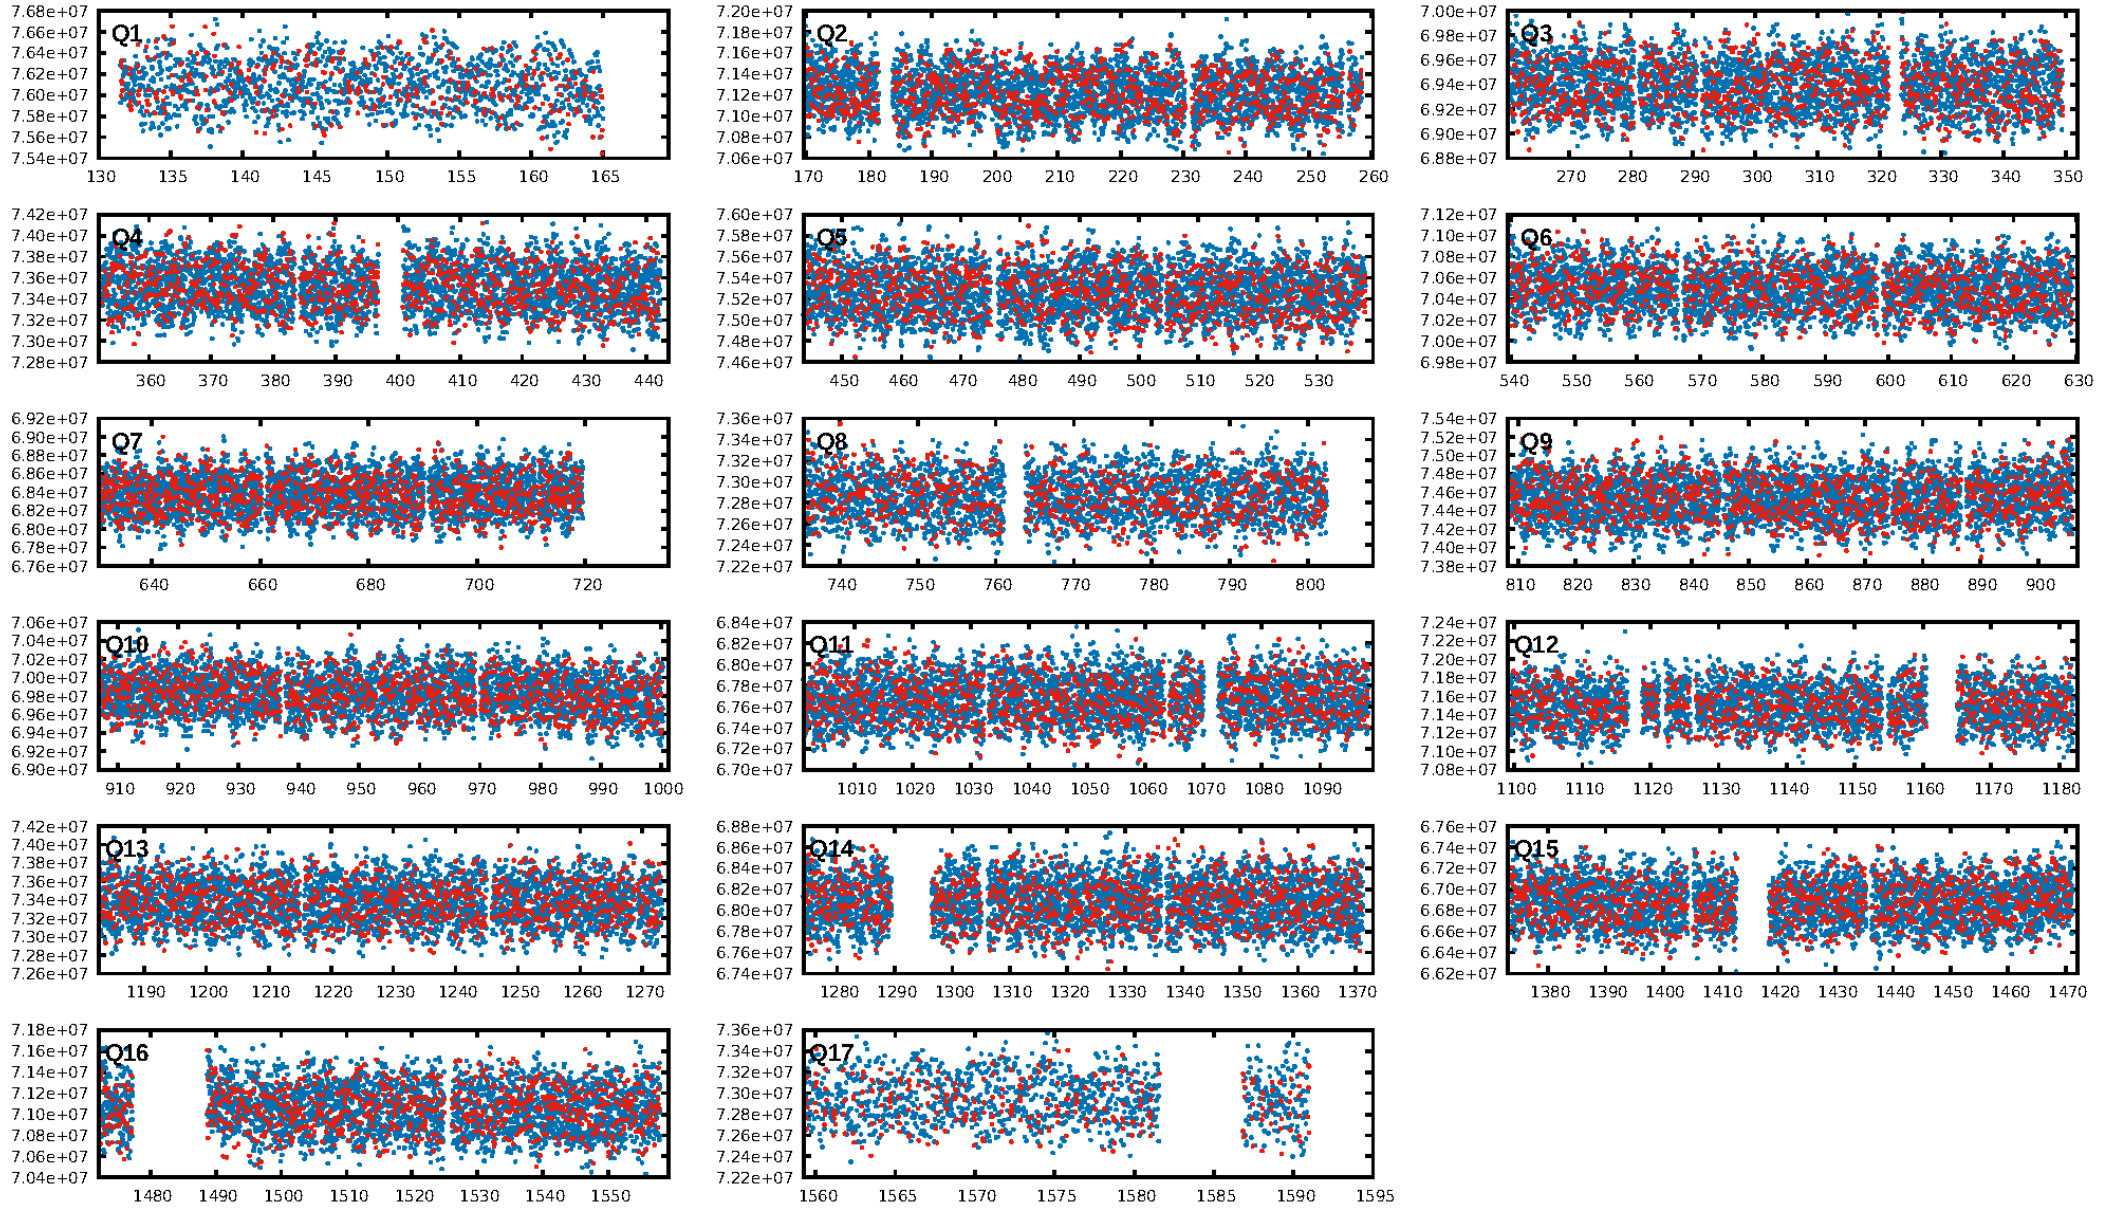 7.68e+07
7.66e+07
7.64e+07
7.62e+07
7.60e+07
7.58e+07
7.56e+07
7.54e+07
Q1
130 135 140 145 150 155 160 165
7.20e+07
7.18e+07
7.16e+07
7.14e+07
7.12e+07
7.10e+07
7.08e+07
7.06e+07
Q2
170 180 190 200 210 220 230 240 250 260
7.00e+07
6.98e+07
6.96e+07
6.94e+07
6.92e+07
6.90e+07
6.88e+07
Q3
270 280 290 300 310 320 330 340 350
7.42e+07
7.40e+07
7.38e+07
7.36e+07
7.34e+07
7.32e+07
7.30e+07
7.28e+07
Q4
360 370 380 390 400 410 420 430 440
7.60e+07
7.58e+07
7.56e+07
7.54e+07
7.52e+07
7.50e+07
7.48e+07
7.46e+07
Q5
450 460 470 480 490 500 510 520 530
7.12e+07
7.10e+07
7.08e+07
7.06e+07
7.04e+07
7.02e+07
7.00e+07
6.98e+07
Q6
540 550 560 570 580 590 600 610 620 630
6.92e+07
6.90e+07
6.88e+07
6.86e+07
6.84e+07
6.82e+07
6.80e+07
6.78e+07
6.76e+07
Q7
640 660 680 700 720
7.36e+07
7.34e+07
7.32e+07
7.30e+07
7.28e+07
7.26e+07
7.24e+07
7.22e+07
Q8
740 750 760 770 780 790 800
7.54e+07
7.52e+07
7.50e+07
7.48e+07
7.46e+07
7.44e+07
7.42e+07
7.40e+07
7.38e+07
Q9
810 820 830 840 850 860 870 880 890 900
7.06e+07
7.04e+07
7.02e+07
7.00e+07
6.98e+07
6.96e+07
6.94e+07
6.92e+07
6.90e+07
Q10
910 920 930 940 950 960 970 980 990 1000
6.84e+07
6.82e+07
6.80e+07
6.78e+07
6.76e+07
6.74e+07
6.72e+07
6.70e+07
Q11
1010 1020 1030 1040 1050 1060 1070 1080 1090
7.24e+07
7.22e+07
7.20e+07
7.18e+07
7.16e+07
7.14e+07
7.12e+07
7.10e+07
7.08e+07
Q12
1100 1110 1120 1130 1140 1150 1160 1170 1180
7.42e+07
7.40e+07
7.38e+07
7.36e+07
7.34e+07
7.32e+07
7.30e+07
7.28e+07
7.26e+07
Q13
1190 1200 1210 1220 1230 1240 1250 1260 1270
6.88e+07
6.86e+07
6.84e+07
6.82e+07
6.80e+07
6.78e+07
6.76e+07
6.74e+07
Q14
1280 1290 1300 1310 1320 1330 1340 1350 1360 1370
6.76e+07
6.74e+07
6.72e+07
6.70e+07
6.68e+07
6.66e+07
6.64e+07
6.62e+07
Q15
1380 1390 1400 1410 1420 1430 1440 1450 1460 1470
7.18e+07
7.16e+07
7.14e+07
7.12e+07
7.10e+07
7.08e+07
7.06e+07
7.04e+07
Q16
1480 1490 1500 1510 1520 1530 1540 1550
7.36e+07
7.34e+07
7.32e+07
7.30e+07
7.28e+07
7.26e+07
7.24e+07
7.22e+07
Q17
1560 1565 1570 1575 1580 1585 1590 1595